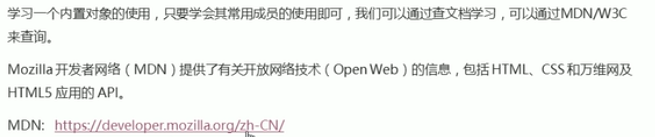 学习一个内置对象的使用，只要学会其常用成员的使用即可，我们可以通过查文档学习，可以通过MDN/W3C
来查询。
Mozilla 开发者网络（MDN）提供了有关开放网络技术（Open Web）的信息，包括 HTML、CSS 和万维网及
HTML5 应用的 API。
MDN: https://developer.mozilla.org/zh-CN/